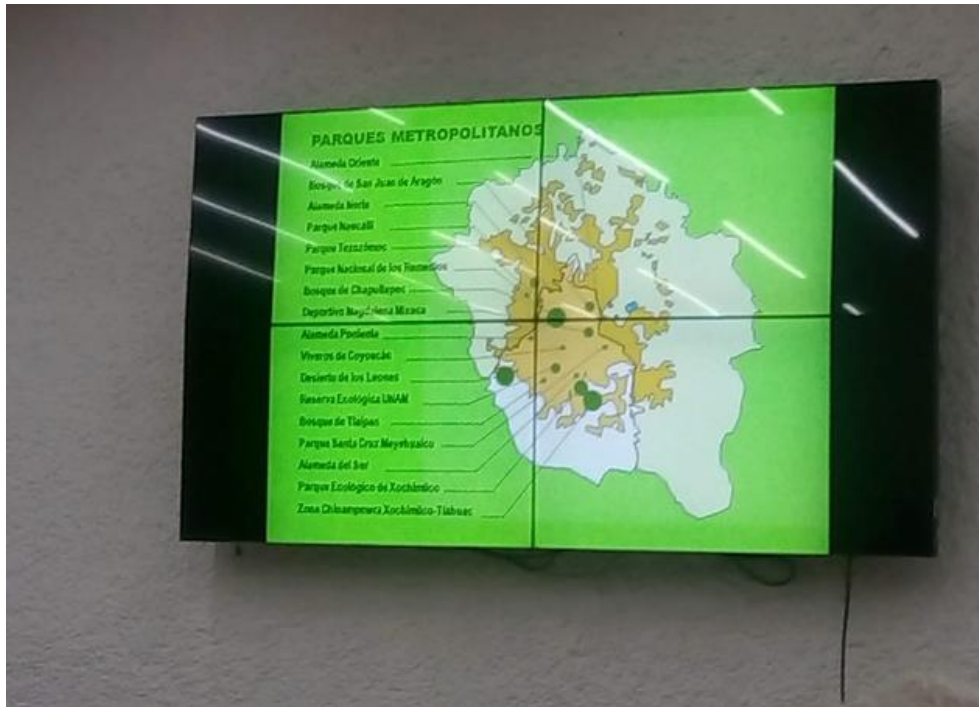 PARQUES METROPOLITANOS
Alameda Oriente
Bosque de San Juan de Aragón
Alameda Norte
Parque Naucalli
Parque Tezozómoc
Parque Nacional de los Remedios
Bosque de Chapultepec
Deportivo Magdalena Mixuca
Alameda Poniente
Viveros de Coyoacán
Desierto de los Leones
Reserva Ecológica UNAM
Bosque de Tlalpan
Parque Santa Cruz Meyehualco
Alameda del Sur
Parque Ecológico de Xochimilco
Zona Chinampera Xochimilco-Tláhuac